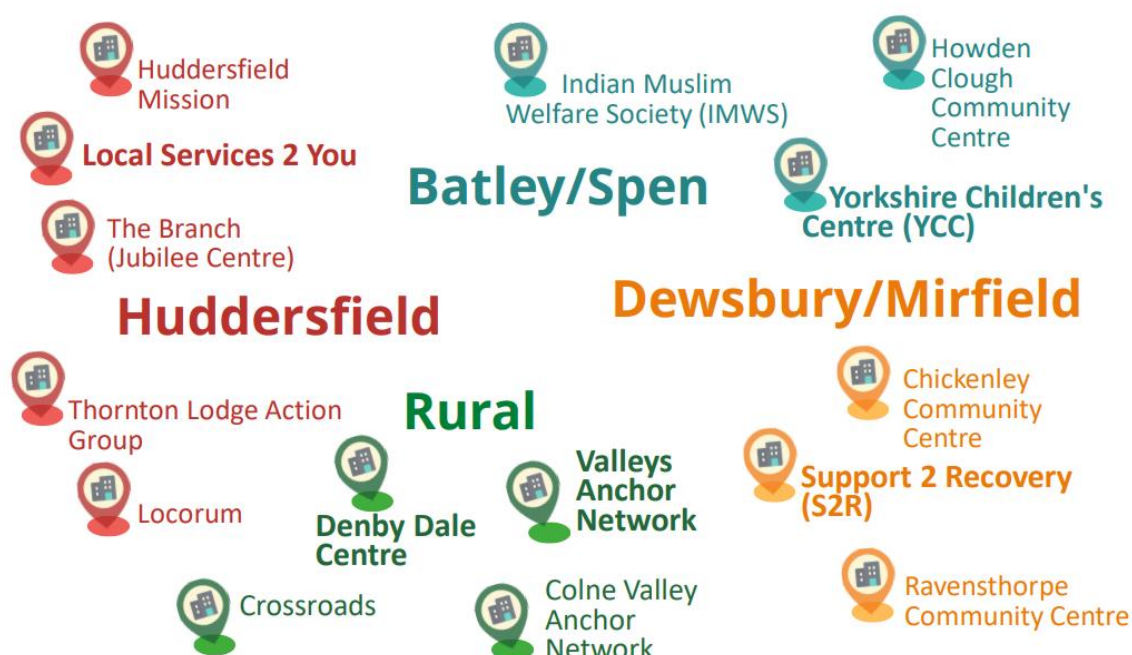 Huddersfield
Mission
Local Services 2 You
The Branch
(Jubilee Centre)
Huddersfield
Thornton Lodge Action
Group
Locorum
Indian Muslim
Welfare Society (IMWS)
Howden
Clough
Community
Centre
Batley/Spen
Yorkshire Children's
Centre (YCC)
Dewsbury/Mirfield
Chickenley
Community
Centre
Support 2 Recovery
(S2R)
Ravensthorpe
Community Centre
Rural
Denby Dale
Centre
Valleys
Anchor
Network
Crossroads
Colne Valley
Anchor
Network